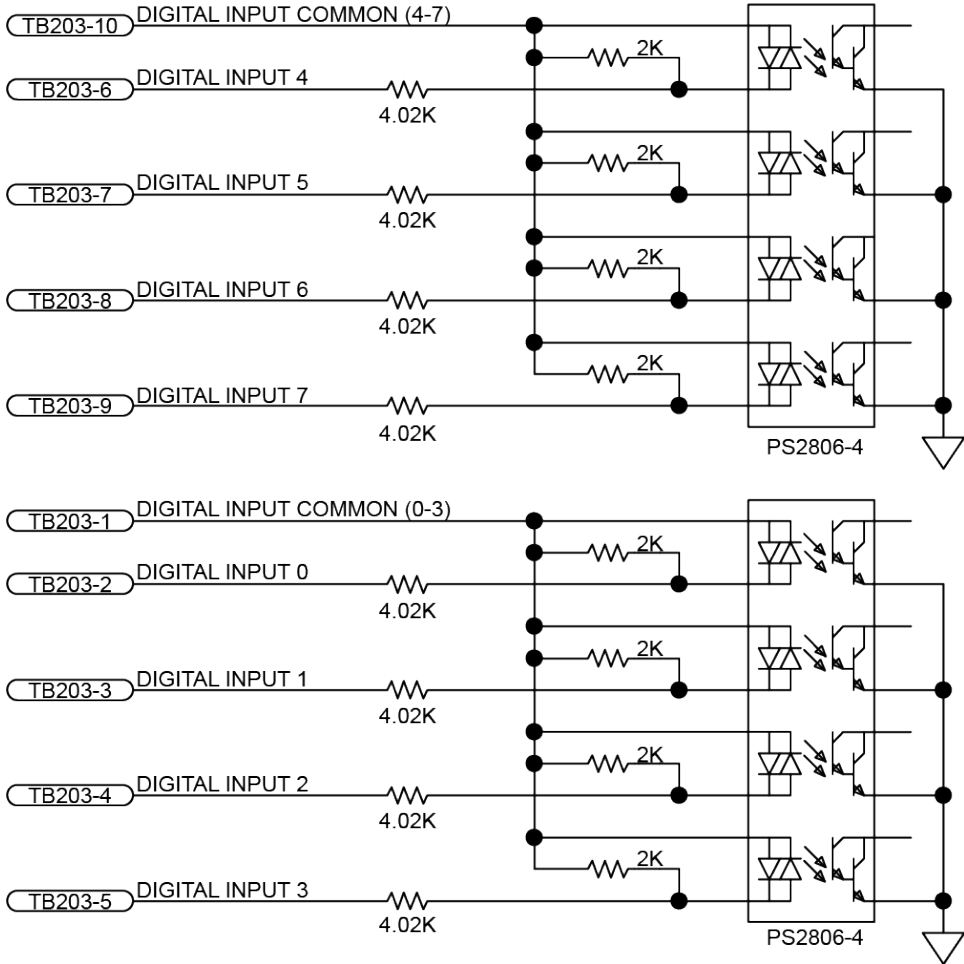 TB203-10 DIGITAL INPUT COMMON (4-7)
2K
TB203-6 DIGITAL INPUT 4
4.02K
2K
TB203-7 DIGITAL INPUT 5
4.02K
2K
TB203-8 DIGITAL INPUT 6
4.02K
2K
TB203-9 DIGITAL INPUT 7
4.02K
PS2806-4
TB203-1 DIGITAL INPUT COMMON (0-3)
2K
TB203-2 DIGITAL INPUT 0
4.02K
2K
TB203-3 DIGITAL INPUT 1
4.02K
2K
TB203-4 DIGITAL INPUT 2
4.02K
2K
TB203-5 DIGITAL INPUT 3
4.02K
PS2806-4